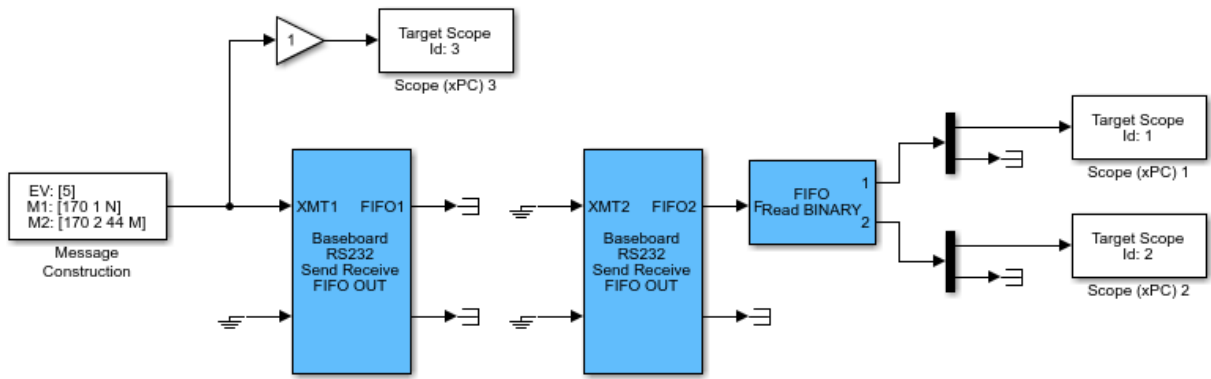 1
Target Scope
Id: 3
Scope (xPC) 3
EV: [5]
M1: [170 1 N]
M2: [170 2 44 M]
Message
Construction
XMT1 FIFO1
Baseboard
RS232
Send Receive
FIFO OUT
XMT2 FIFO2
Baseboard
RS232
Send Receive
FIFO OUT
1
FIFO
F Read BINARY
2
Target Scope
Id: 1
Scope (xPC) 1
Target Scope
Id: 2
Scope (xPC) 2